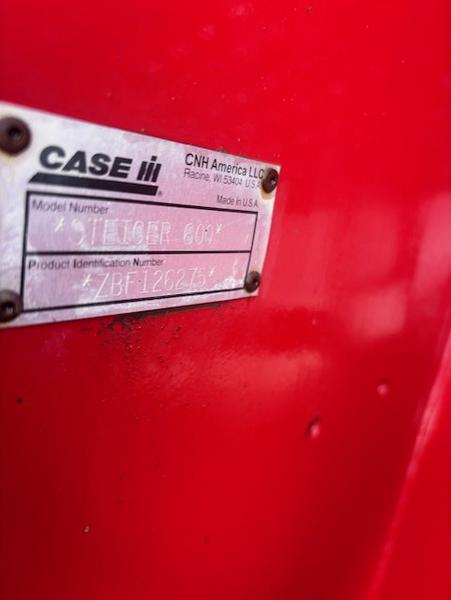 CASE IH
CNH America LLC
Racine, WI 53404 U.S.A.
Made in U.S.A.
Model Number
*STEIGER 600*
Product Identification Number
*ZBF126275*